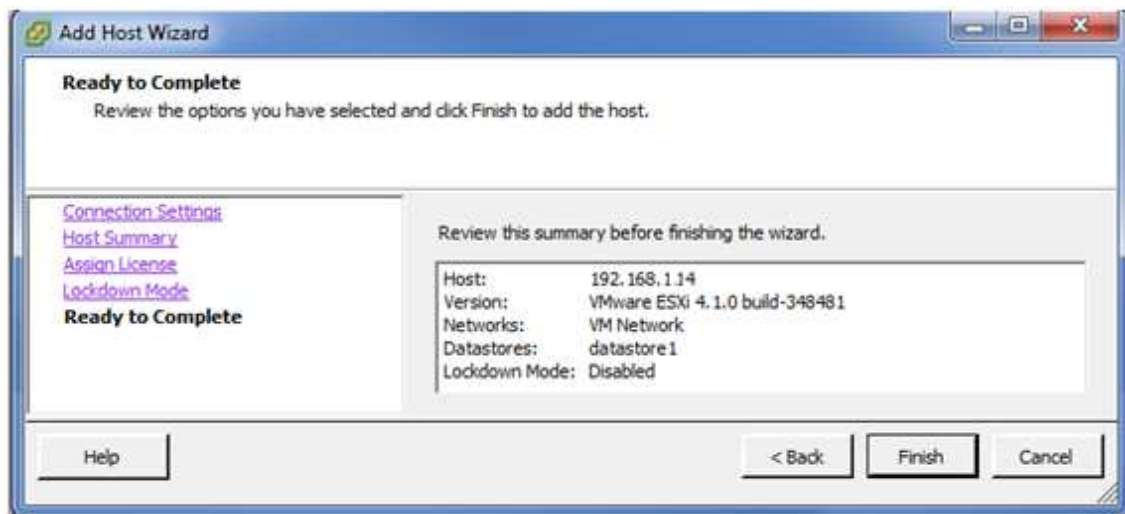 Add Host Wizard
Ready to Complete
Review the options you have selected and click Finish to add the host.
Connection Settings
Host Summary
Assign License
Lockdown Mode
Ready to Complete
Review this summary before finishing the wizard.
Host: 192.168.1.14
Version: VMware ESXi 4.1.0 build-348481
Networks: VM Network
Datastores: datastore1
Lockdown Mode: Disabled
Help
< Back
Finish
Cancel